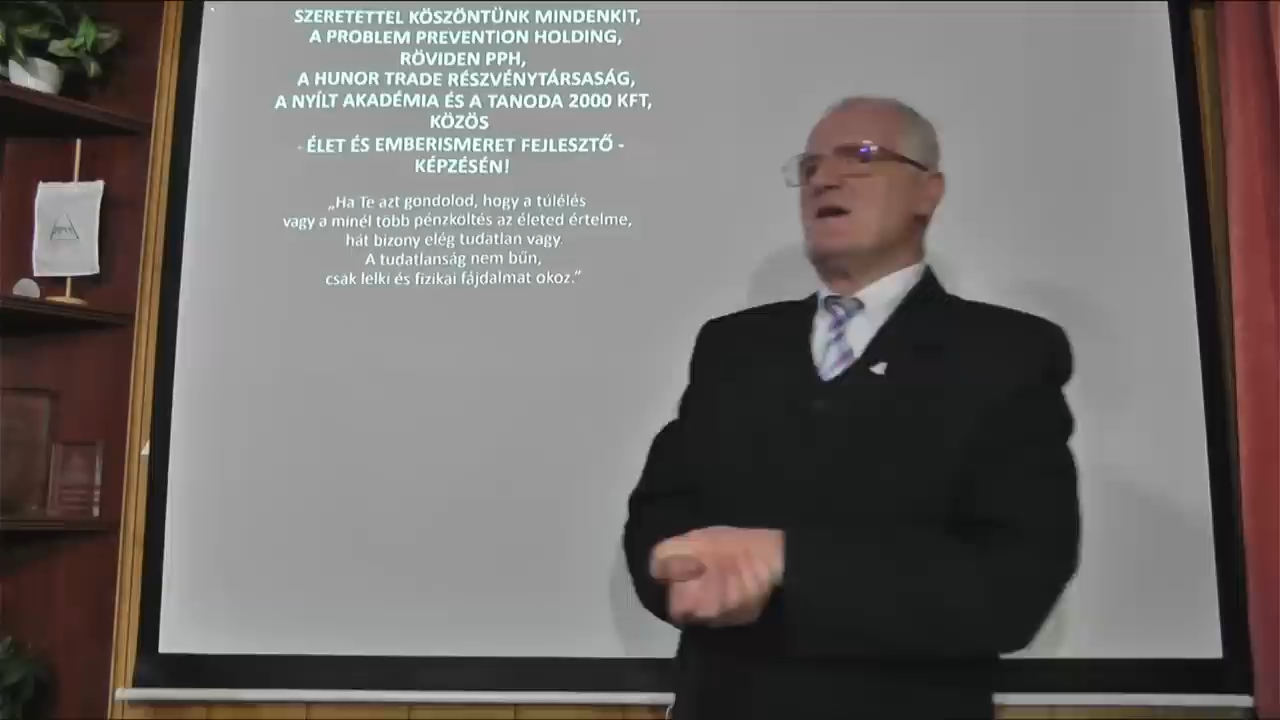 SZERETETTEL KÖSZÖNTÜNK MINDENKIT,
A PROBLEM PREVENTION HOLDING,
RÖVIDEN PPH,
A HUNOR TRADE RÉSZVÉNYTÁRSASÁG,
A NYÍLT AKADÉMIA ÉS A TANODA 2000 KFT,
KÖZÖS
- ÉLET ÉS EMBERISMERET FEJLESZTŐ -
KÉPZÉSÉN!
„Ha Te azt gondolod, hogy a túlélés
vagy a minél több pénzköltés az életed értelme,
hát bizony elég tudatlan vagy.
A tudatlanság nem bűn,
csak lelki és fizikai fájdalmat okoz.”